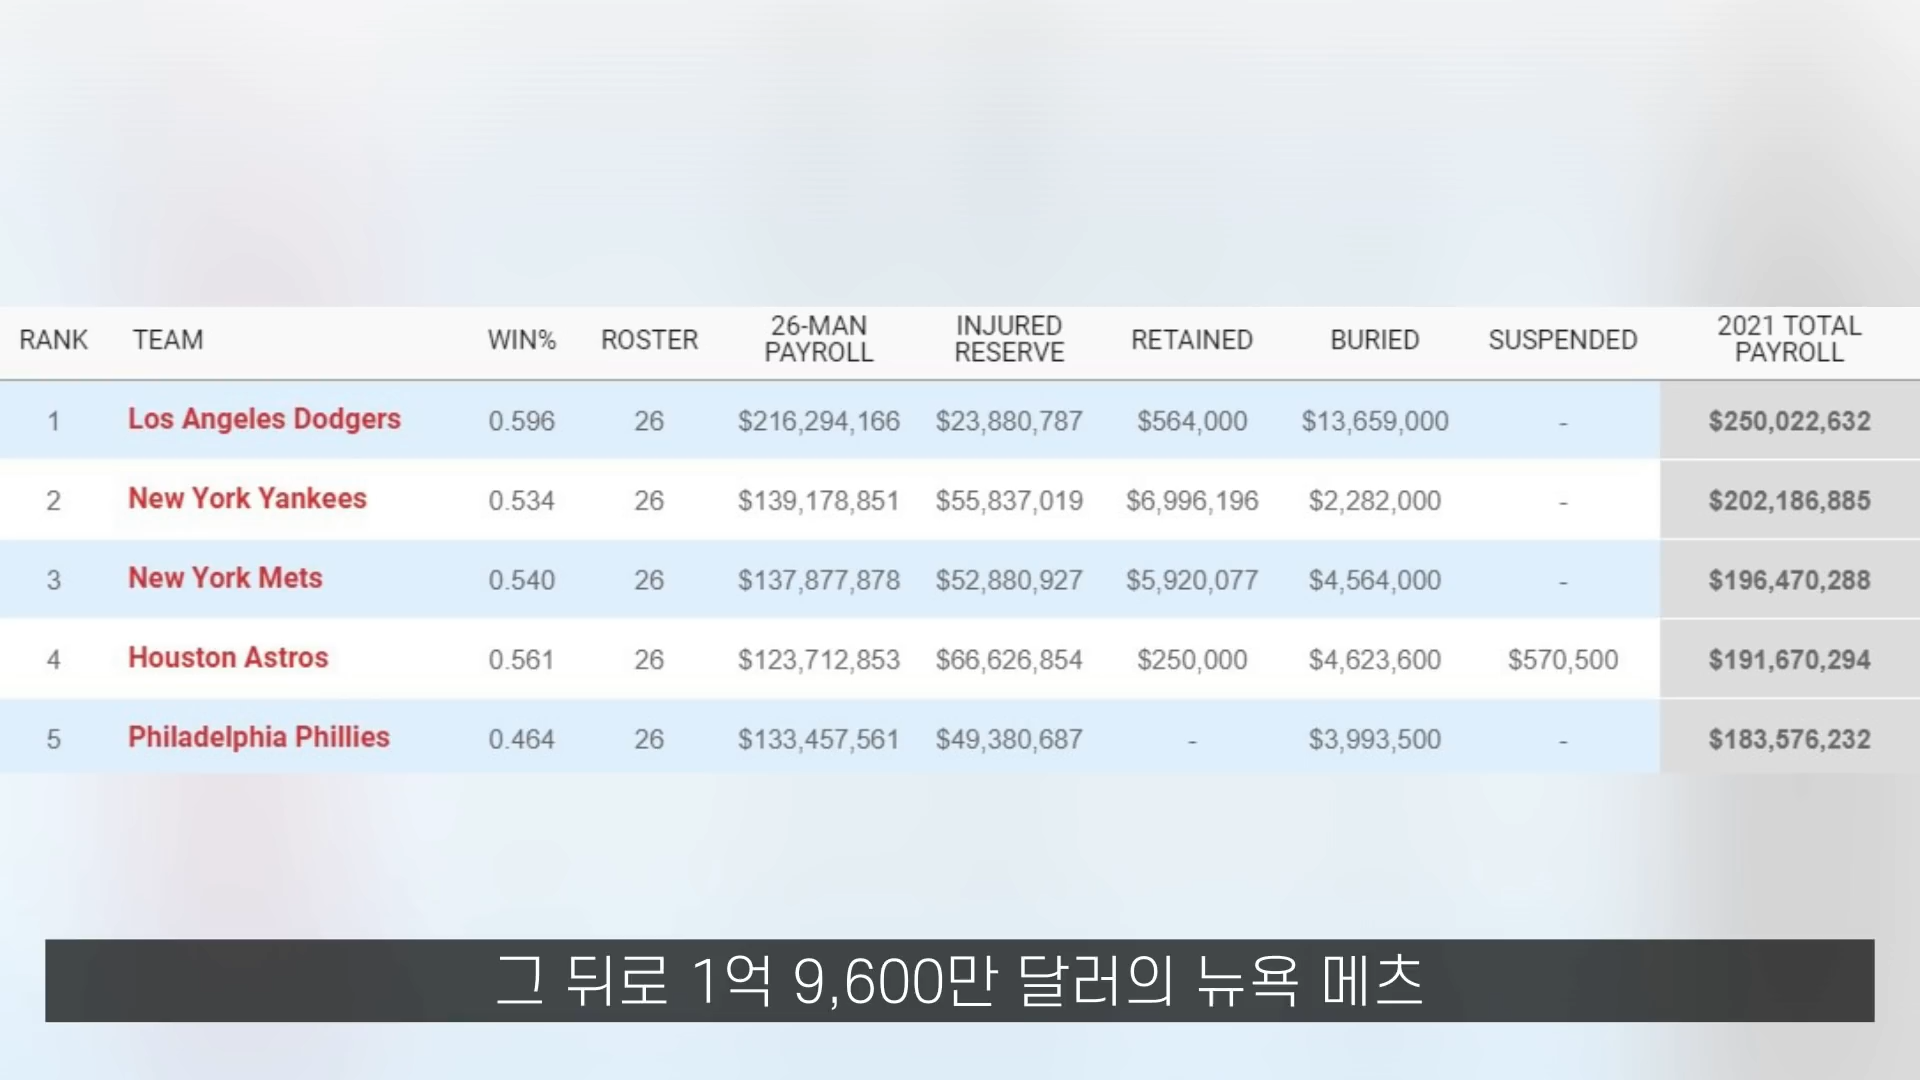 RANK TEAM WIN% ROSTER 26-MAN PAYROLL INJURED RESERVE RETAINED BURIED SUSPENDED 2021 TOTAL PAYROLL
1 Los Angeles Dodgers 0.596 26 $216,294,166 $23,880,787 $564,000 $13,659,000 - $250,022,632
2 New York Yankees 0.534 26 $139,178,851 $55,837,019 $6,996,196 $2,282,000 - $202,186,885
3 New York Mets 0.540 26 $137,877,878 $52,880,927 $5,920,077 $4,564,000 - $196,470,288
4 Houston Astros 0.561 26 $123,712,853 $66,626,854 $250,000 $4,623,600 $570,500 $191,670,294
5 Philadelphia Phillies 0.464 26 $133,457,561 $49,380,687 - $3,993,500 - $183,576,232
그 뒤로 1억 9,600만 달러의 뉴욕 메츠